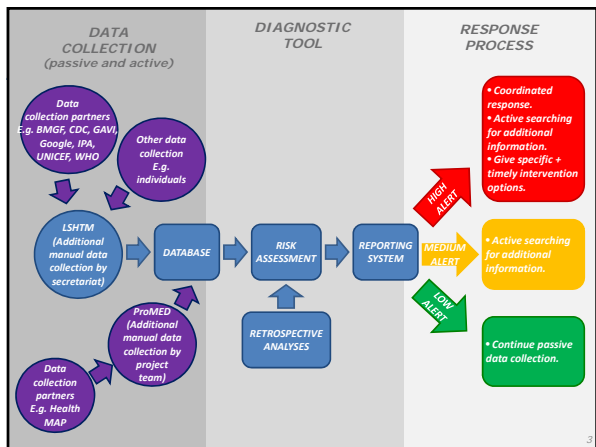 DATA
COLLECTION
(passive and active)
DIAGNOSTIC
TOOL
RESPONSE
PROCESS
Data
collection partners
E.g. BMGF, CDC, GAVI,
Google, IPA,
UNICEF, WHO
Other data
collection
E.g.
individuals
LSHTM
(Additional
manual data
collection by
secretariat)
DATABASE
RISK
ASSESSMENT
REPORTING
SYSTEM
RETROSPECTIVE
ANALYSES
ProMED
(Additional
manual data
collection by
project
team)
Data
collection
partners
E.g. Health
MAP
HIGH
ALERT
MEDIUM
ALERT
LOW
ALERT
• Coordinated
response.
• Active searching
for additional
information.
• Give specific +
timely intervention
options.
• Active searching
for additional
information.
• Continue passive
data collection.
3